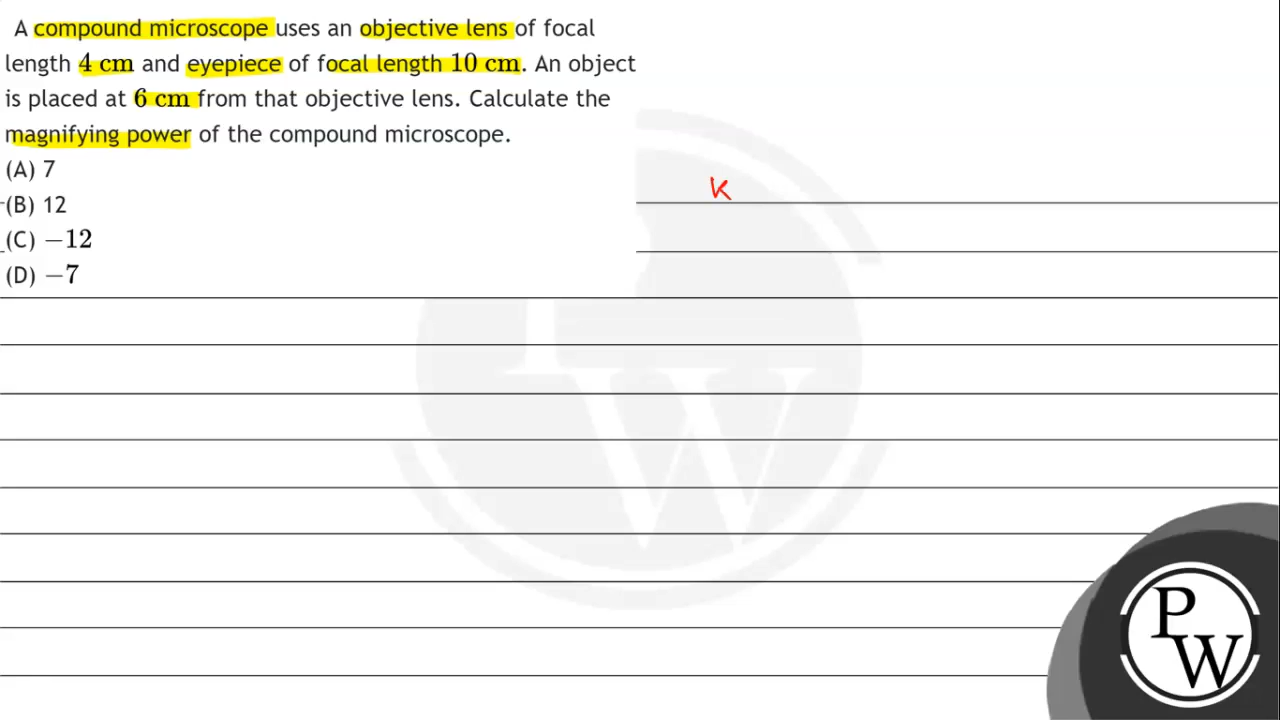 A compound microscope uses an objective lens of focal
length 4 cm and eyepiece of focal length 10 cm. An object
is placed at 6 cm from that objective lens. Calculate the
magnifying power of the compound microscope.
(A) 7
(B) 12
(C) −12
(D) −7
K
PW
PW